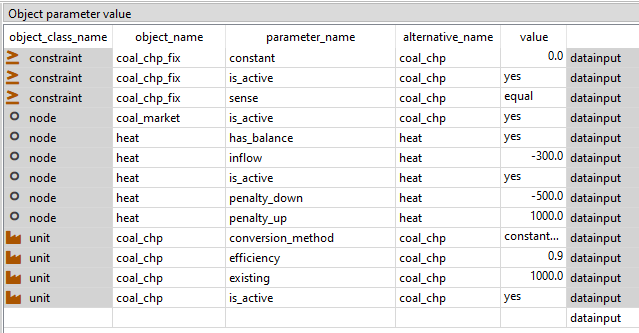 Object parameter value
object_class_name object_name parameter_name alternative_name value
constraint coal_chp_fix constant coal_chp 0.0 datainput
constraint coal_chp_fix is_active coal_chp yes datainput
constraint coal_chp_fix sense coal_chp equal datainput
node coal_market is_active coal_chp yes datainput
node heat has_balance heat yes datainput
node heat inflow heat -300.0 datainput
node heat is_active heat yes datainput
node heat penalty_down heat -500.0 datainput
node heat penalty_up heat 1000.0 datainput
unit coal_chp conversion_method coal_chp constant... datainput
unit coal_chp efficiency coal_chp 0.9 datainput
unit coal_chp existing coal_chp 1000.0 datainput
unit coal_chp is_active coal_chp yes datainput
datainput